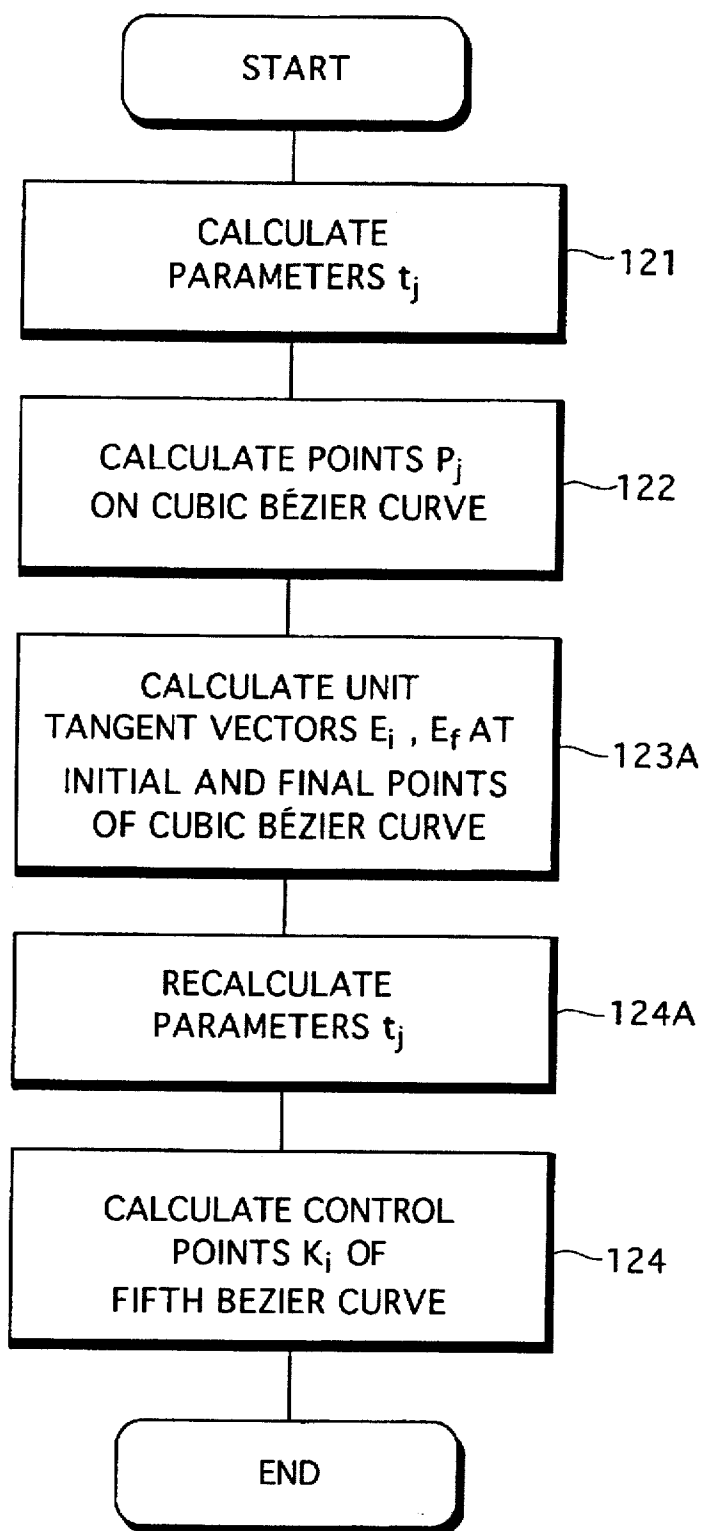 START
CALCULATE
PARAMETERS tj
121
CALCULATE POINTS Pj
ON CUBIC BÉZIER CURVE
122
CALCULATE UNIT
TANGENT VECTORS Ei , Ef AT
INITIAL AND FINAL POINTS
OF CUBIC BÉZIER CURVE
123A
RECALCULATE
PARAMETERS tj
124A
CALCULATE CONTROL
POINTS Ki OF
FIFTH BEZIER CURVE
124
END